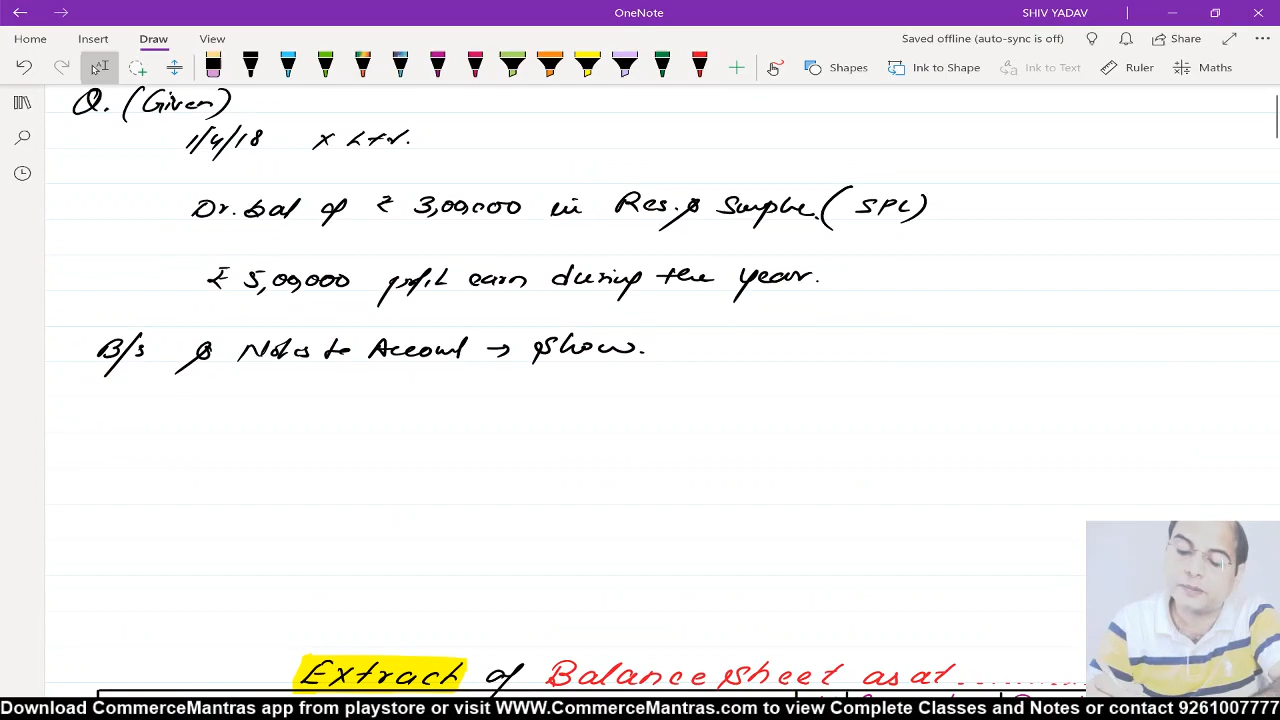 OneNote
SHIV YADAV
Home Insert Draw View
Saved offline (auto-sync is off)
Share
Shapes
Ink to Shape
Ink to Text
Ruler
Maths
Q. (Given)
1/4/18 X Ltd.
Dr. bal of ₹ 3,00,000 in Res. & Surplus. (SPL)
₹ 5,00,000 profit earn during the year.
B/s & Notes to Account → Show.
Extract of Balance Sheet as at
Download CommerceMantras app from playstore or visit WWW.CommerceMantras.com to view Complete Classes and Notes or contact 9261007777